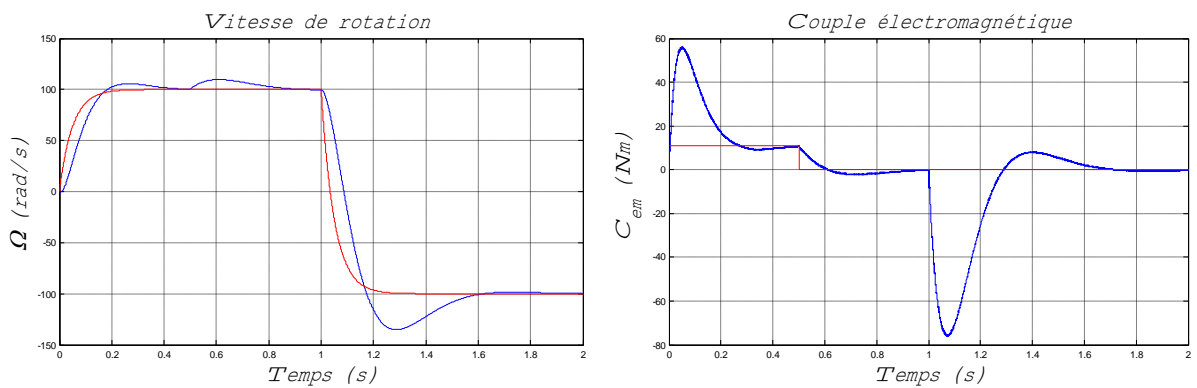 Vitesse de rotation
150
100
50
0
-50
-100
-150
Ω (rad/s)
0 0.2 0.4 0.6 0.8 1 1.2 1.4 1.6 1.8 2
Temps (s)
Couple électromagnétique
60
40
20
0
-20
-40
-60
-80
C em (Nm)
0 0.2 0.4 0.6 0.8 1 1.2 1.4 1.6 1.8 2
Temps (s)